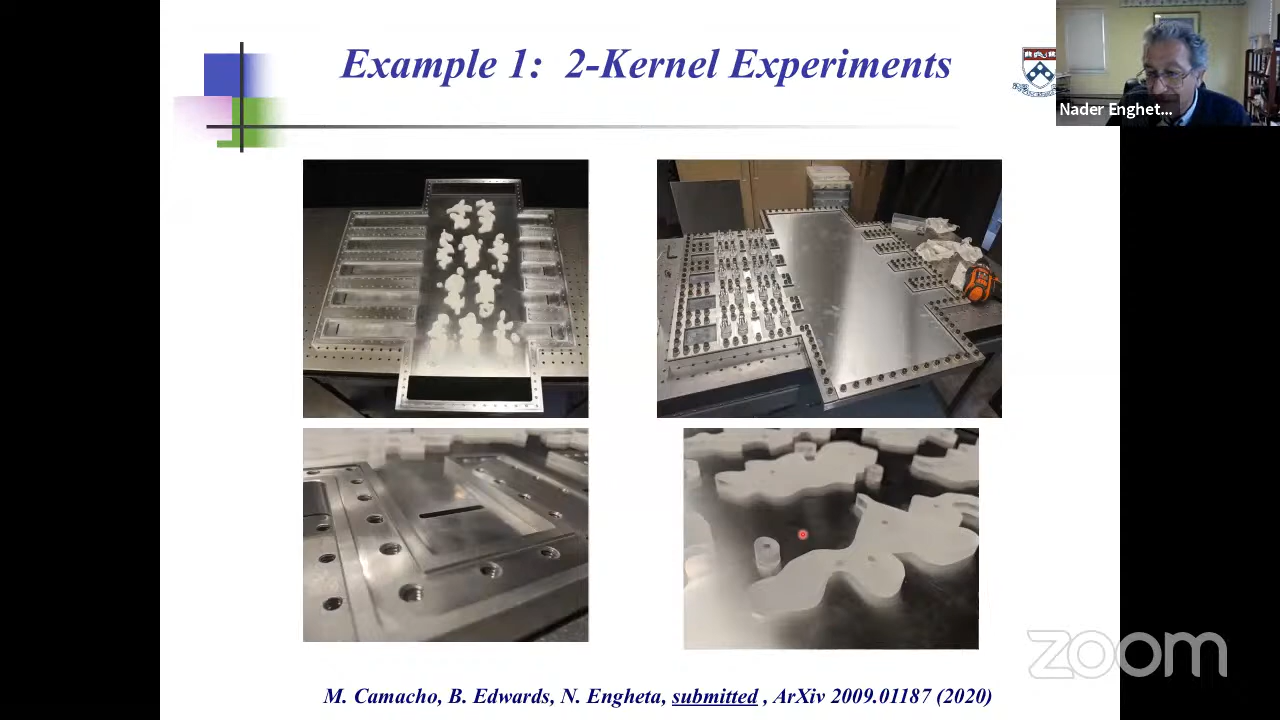 Example 1: 2-Kernel Experiments
Nader Enghet...
M. Camacho, B. Edwards, N. Engheta, submitted , ArXiv 2009.01187 (2020)
zoom